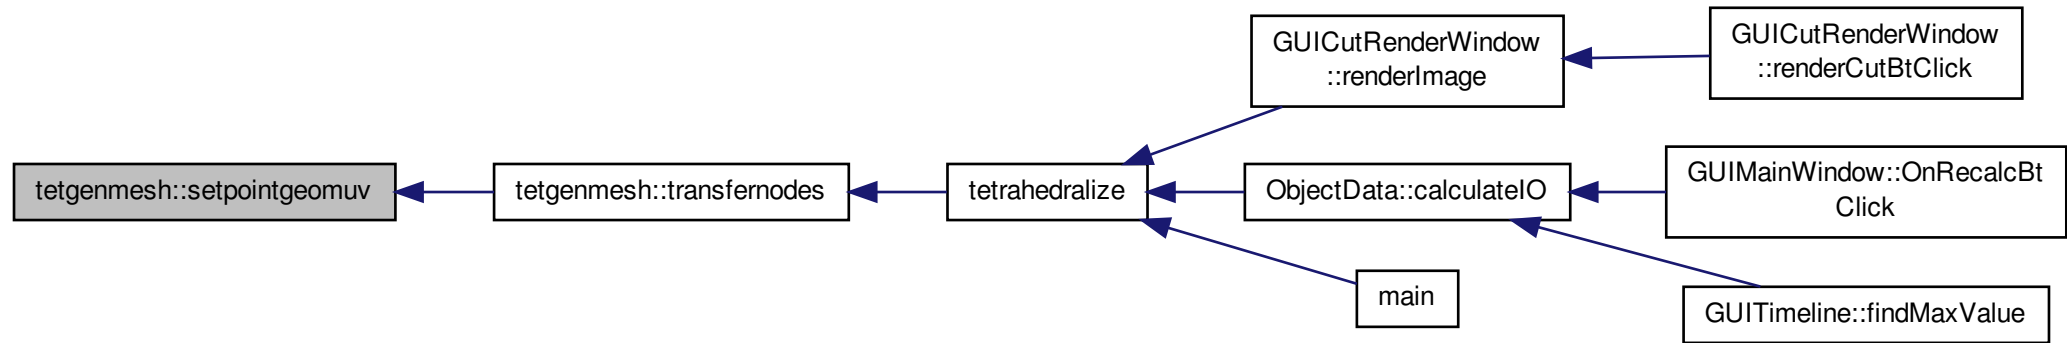 GUICutRenderWindow
::renderImage
GUICutRenderWindow
::renderCutBtClick
tetgenmesh::setpointgeomuv
tetgenmesh::transfernodes
tetrahedralize
ObjectData::calculateIO
GUIMainWindow::OnRecalcBt
Click
main
GUITimeline::findMaxValue